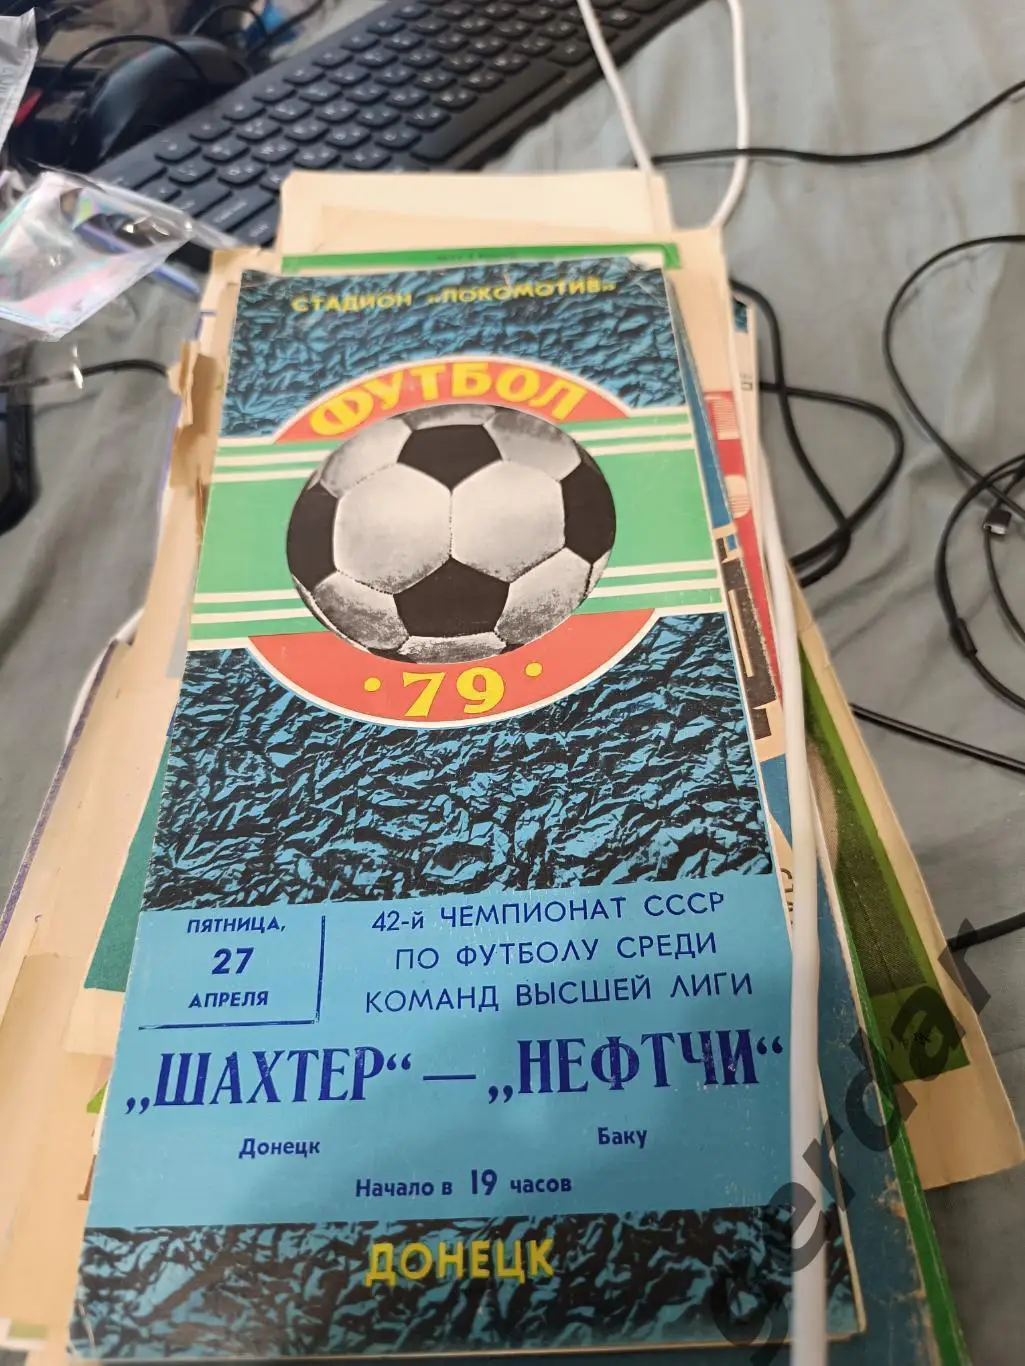 СТАДИОН „ЛОКОМОТИВ“
ФУТБОЛ
· 79 ·
ПЯТНИЦА,
27
АПРЕЛЯ
42-й ЧЕМПИОНАТ СССР
ПО ФУТБОЛУ СРЕДИ
КОМАНД ВЫСШЕЙ ЛИГИ
„ШАХТЕР“ — „НЕФТЧИ“
Донецк
Баку
Начало в 19 часов
ДОНЕЦК
gerdar